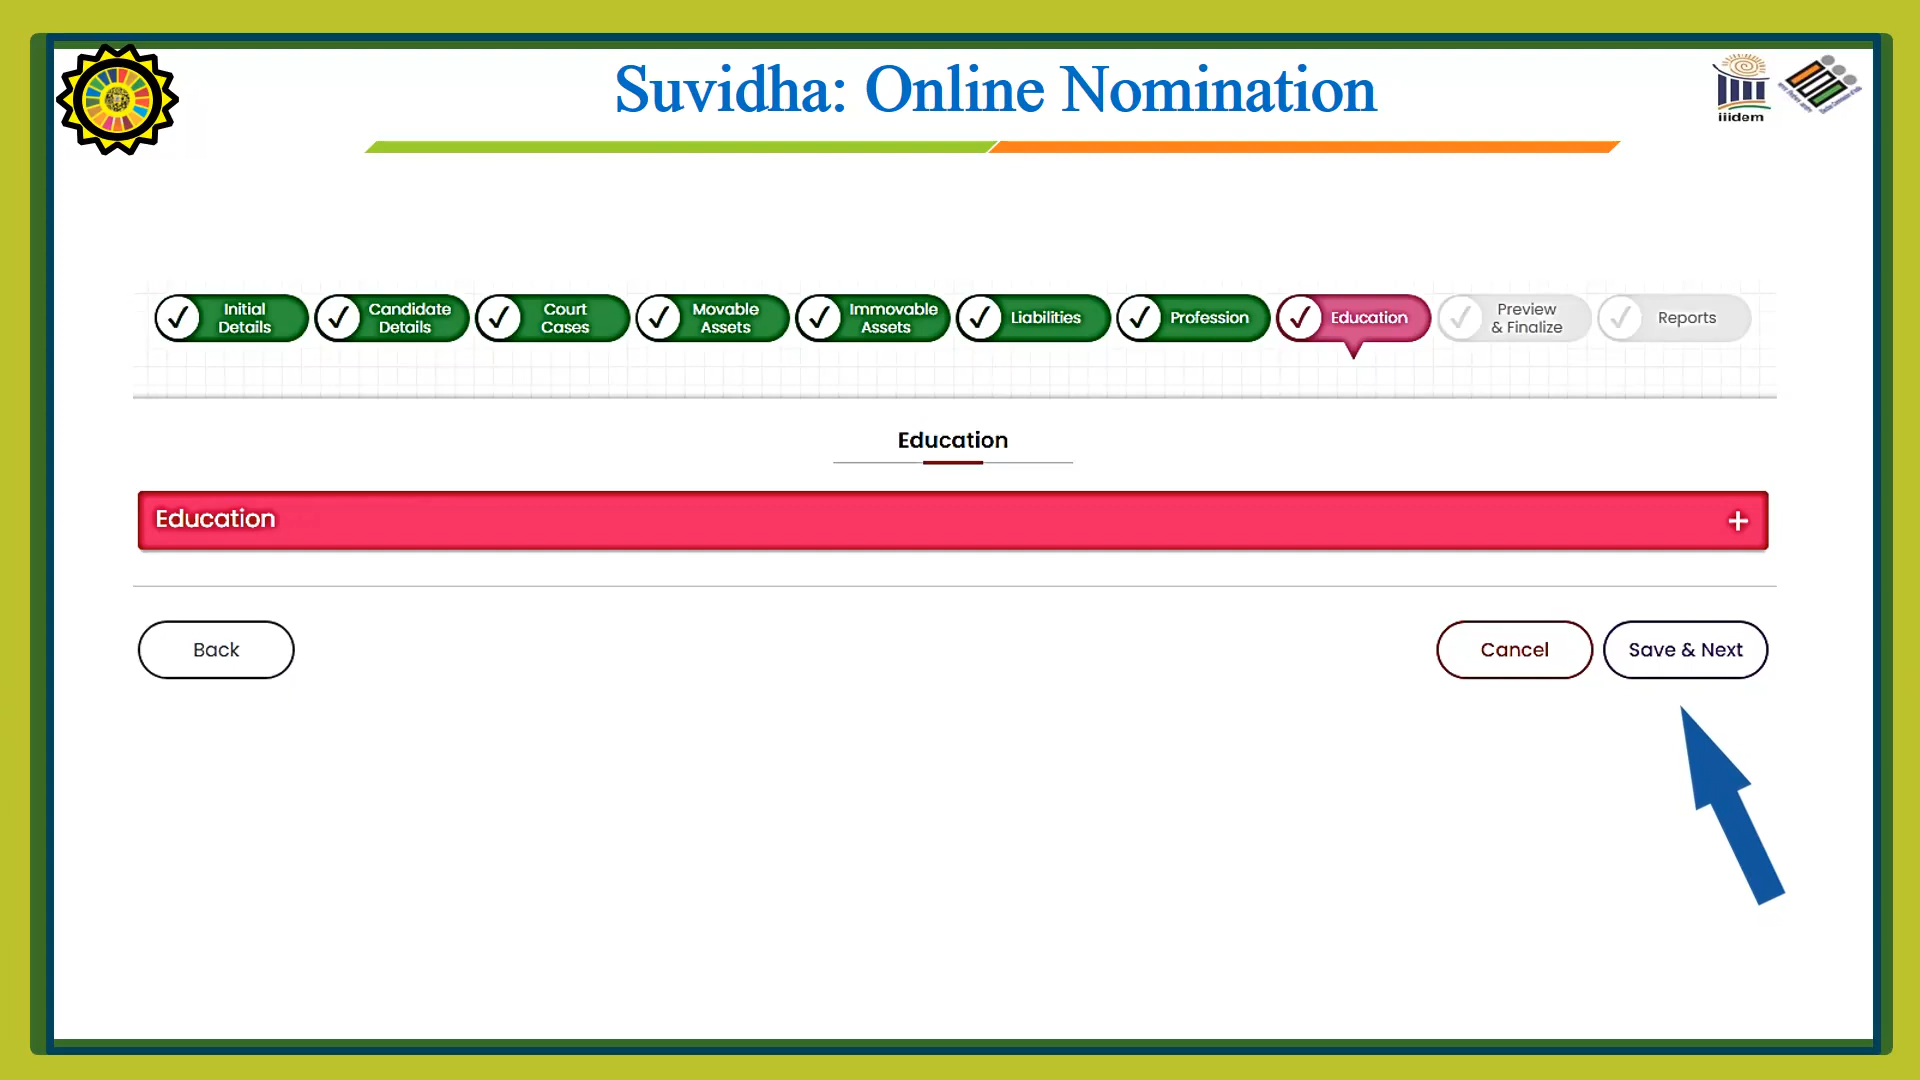 Suvidha: Online Nomination
iiidem
Initial
Details
Candidate
Details
Court
Cases
Movable
Assets
Immovable
Assets
Liabilities
Profession
Education
Preview
& Finalize
Reports
Education
Education
Back
Cancel
Save & Next